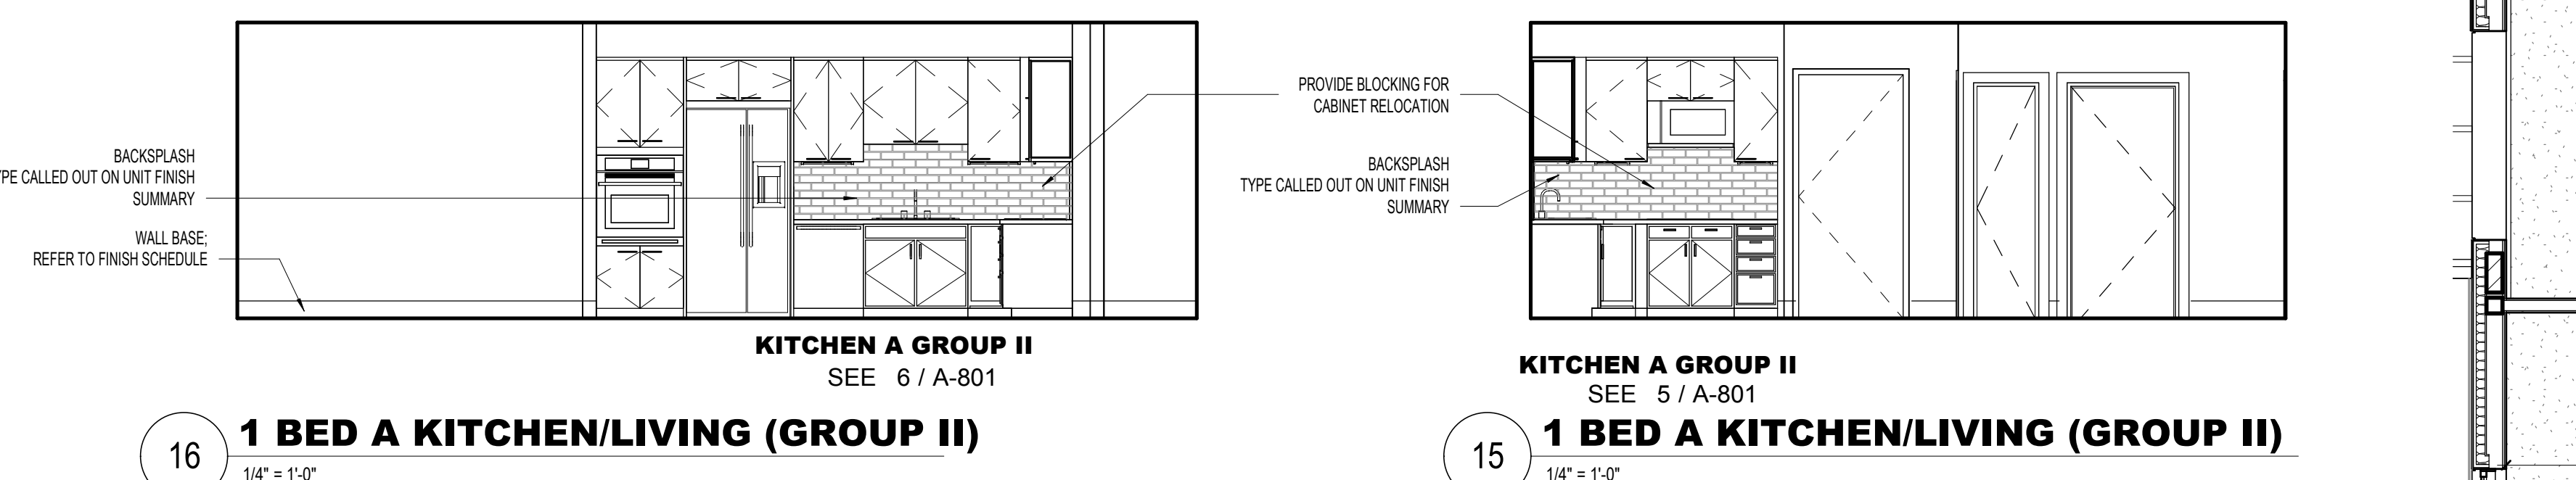 BACKSPLASH
CALLED OUT ON UNIT FINISH
SUMMARY
WALL BASE;
REFER TO FINISH SCHEDULE
KITCHEN A GROUP II
SEE 6 / A-801
16
1 BED A KITCHEN/LIVING (GROUP II)
1/4" = 1'-0"
PROVIDE BLOCKING FOR
CABINET RELOCATION
BACKSPLASH
TYPE CALLED OUT ON UNIT FINISH
SUMMARY
KITCHEN A GROUP II
SEE 5 / A-801
15
1 BED A KITCHEN/LIVING (GROUP II)
1/4" = 1'-0"